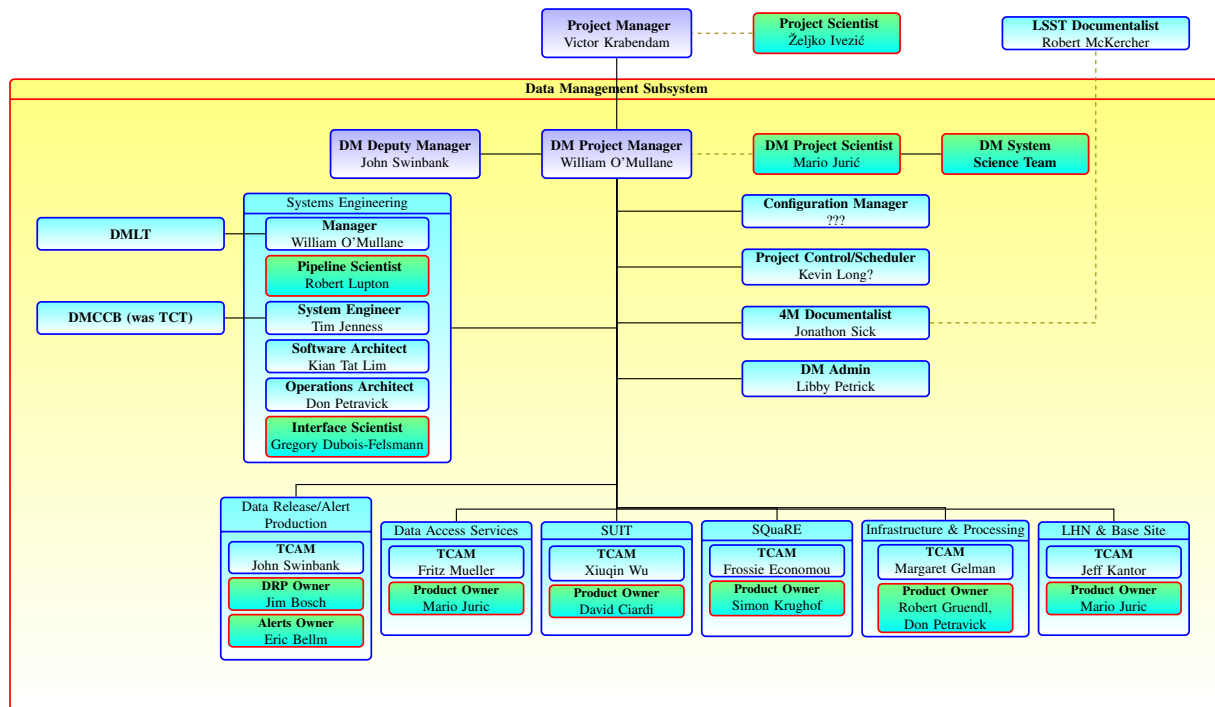 Project Manager
Victor Krabendam
Project Scientist
Željko Ivezić
LSST Documentalist
Robert McKercher
Data Management Subsystem
DM Deputy Manager
John Swinbank
DM Project Manager
William O’Mullane
DM Project Scientist
Mario Jurić
DM System
Science Team
Systems Engineering
DMLT
Manager
William O’Mullane
Pipeline Scientist
Robert Lupton
DMCCB (was TCT)
System Engineer
Tim Jenness
Software Architect
Kian Tat Lim
Operations Architect
Don Petravick
Interface Scientist
Gregory Dubois-Felsmann
Configuration Manager
???
Project Control/Scheduler
Kevin Long?
4M Documentalist
Jonathon Sick
DM Admin
Libby Petrick
Data Release/Alert
Production
TCAM
John Swinbank
DRP Owner
Jim Bosch
Alerts Owner
Eric Bellm
Data Access Services
TCAM
Fritz Mueller
Product Owner
Mario Juric
SUIT
TCAM
Xiuqin Wu
Product Owner
David Ciardi
SQuaRE
TCAM
Frossie Economou
Product Owner
Simon Krughof
Infrastructure & Processing
TCAM
Margaret Gelman
Product Owner
Robert Gruendl,
Don Petravick
LHN & Base Site
TCAM
Jeff Kantor
Product Owner
Mario Juric